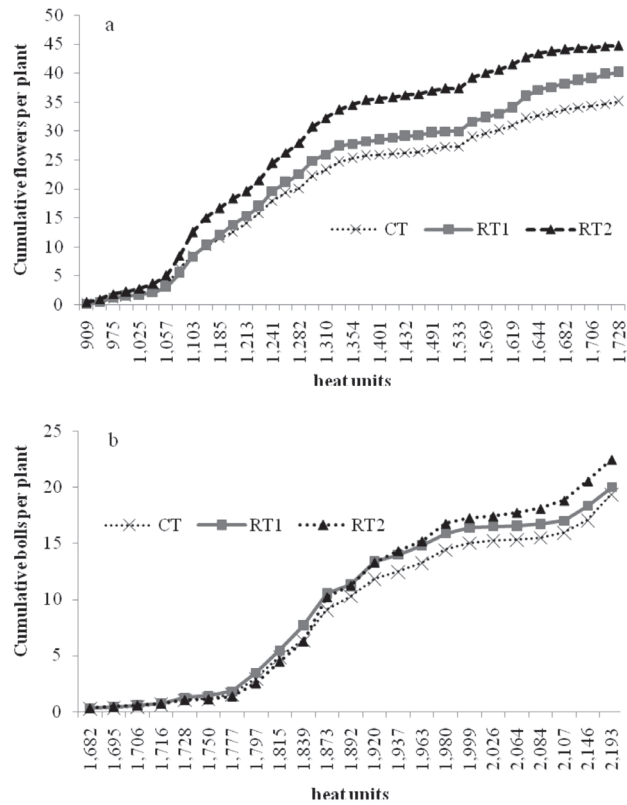 a
Cumulative flowers per plant
50
45
40
35
30
25
20
15
10
5
0
CT RT1 RT2
909 975 1.025 1.057 1.103 1.185 1.213 1.241 1.282 1.310 1.354 1.401 1.432 1.491 1.533 1.569 1.619 1.644 1.682 1.706 1.728
heat units
b
Cumulative bolls per plant
25
20
15
10
5
0
CT RT1 RT2
1.682 1.695 1.706 1.716 1.728 1.750 1.777 1.797 1.815 1.839 1.873 1.892 1.920 1.937 1.963 1.980 1.999 2.026 2.064 2.084 2.107 2.146 2.193
heat units